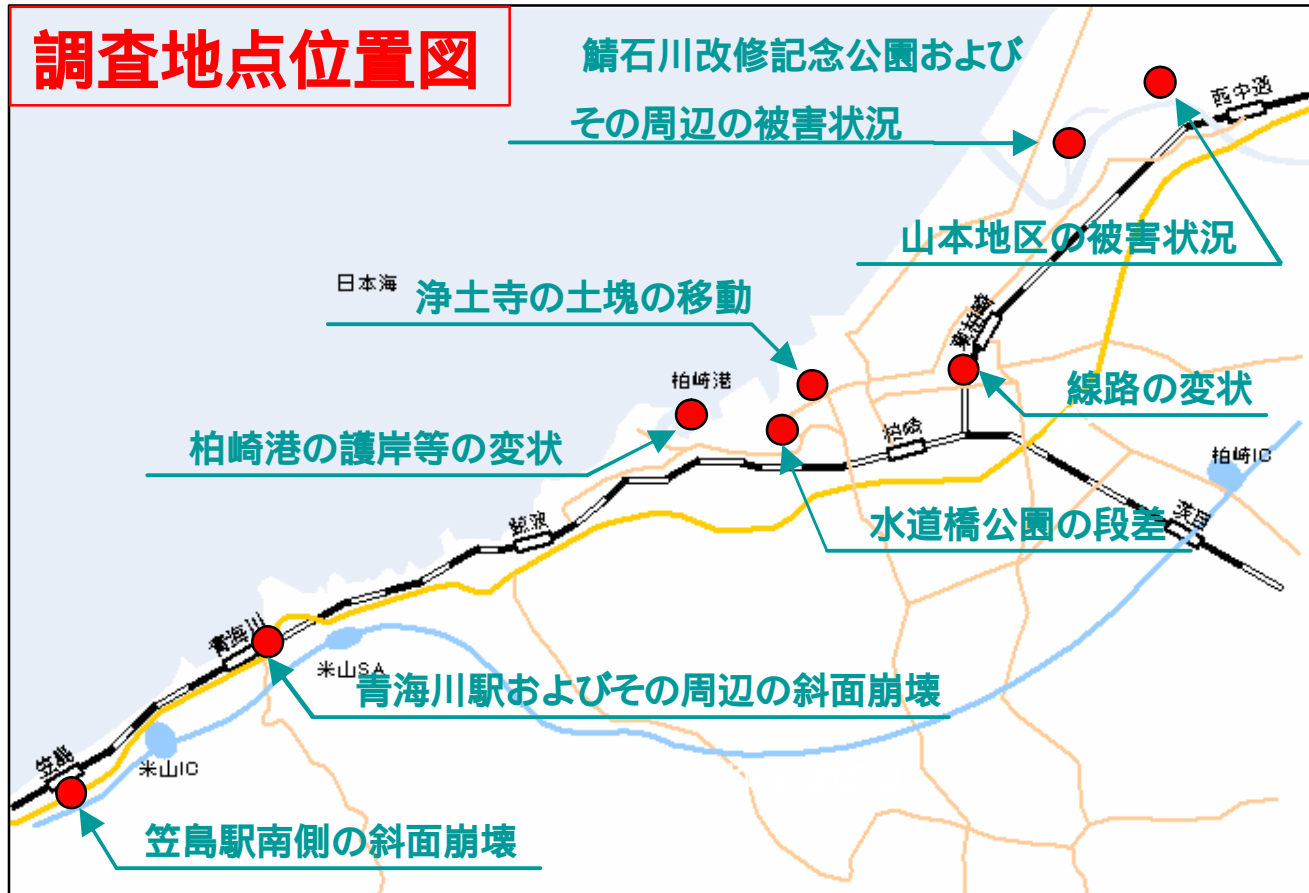 調査地点位置図
鯖石川改修記念公園および
その周辺の被害状況
西中通
山本地区の被害状況
日本海
浄土寺の土塊の移動
東柏崎
柏崎港
線路の変状
柏崎港の護岸等の変状
柏崎
柏崎IC
水道橋公園の段差
茨目
鯨波
青海川
米山SA
青海川駅およびその周辺の斜面崩壊
笠島
米山IC
笠島駅南側の斜面崩壊